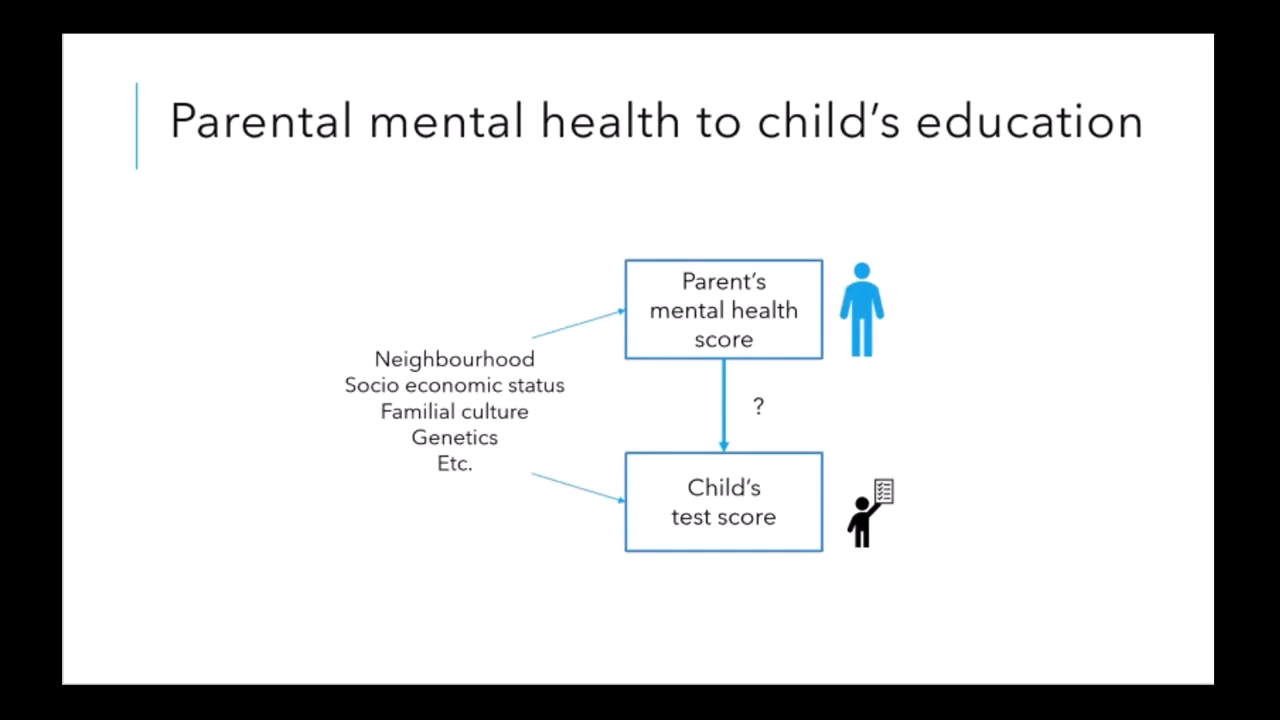 Parental mental health to child’s education
Parent’s
mental health
score
Neighbourhood
Socio economic status
Familial culture
Genetics
Etc.
?
Child’s
test score